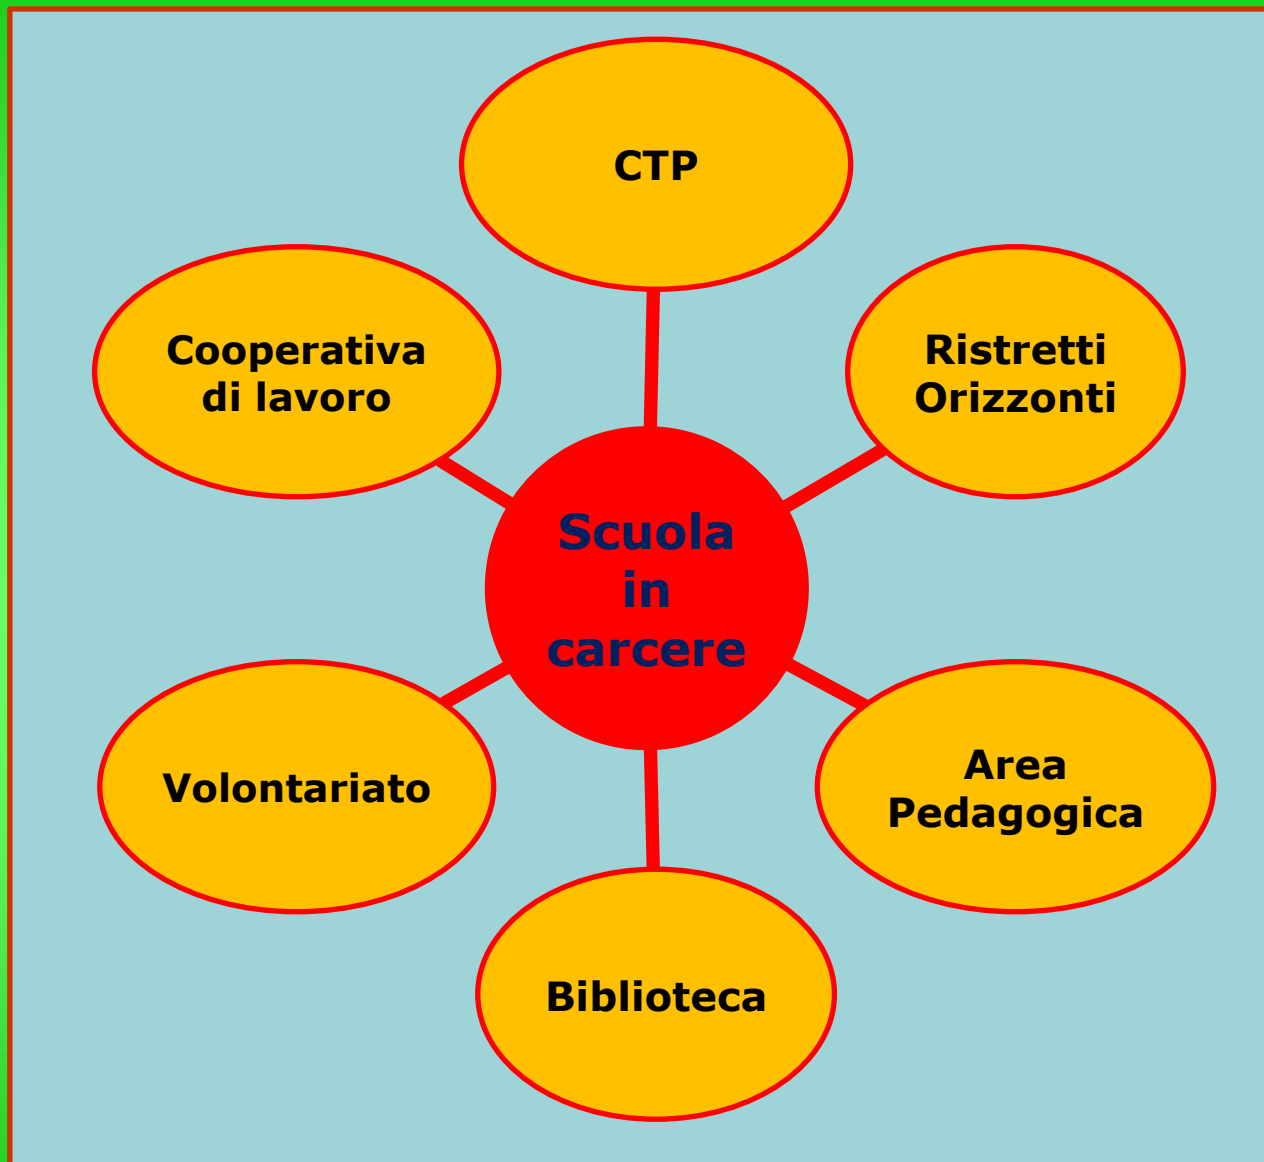 CTP
Cooperativa
di lavoro
Ristretti
Orizzonti
Scuola
in
carcere
Volontariato
Area
Pedagogica
Biblioteca